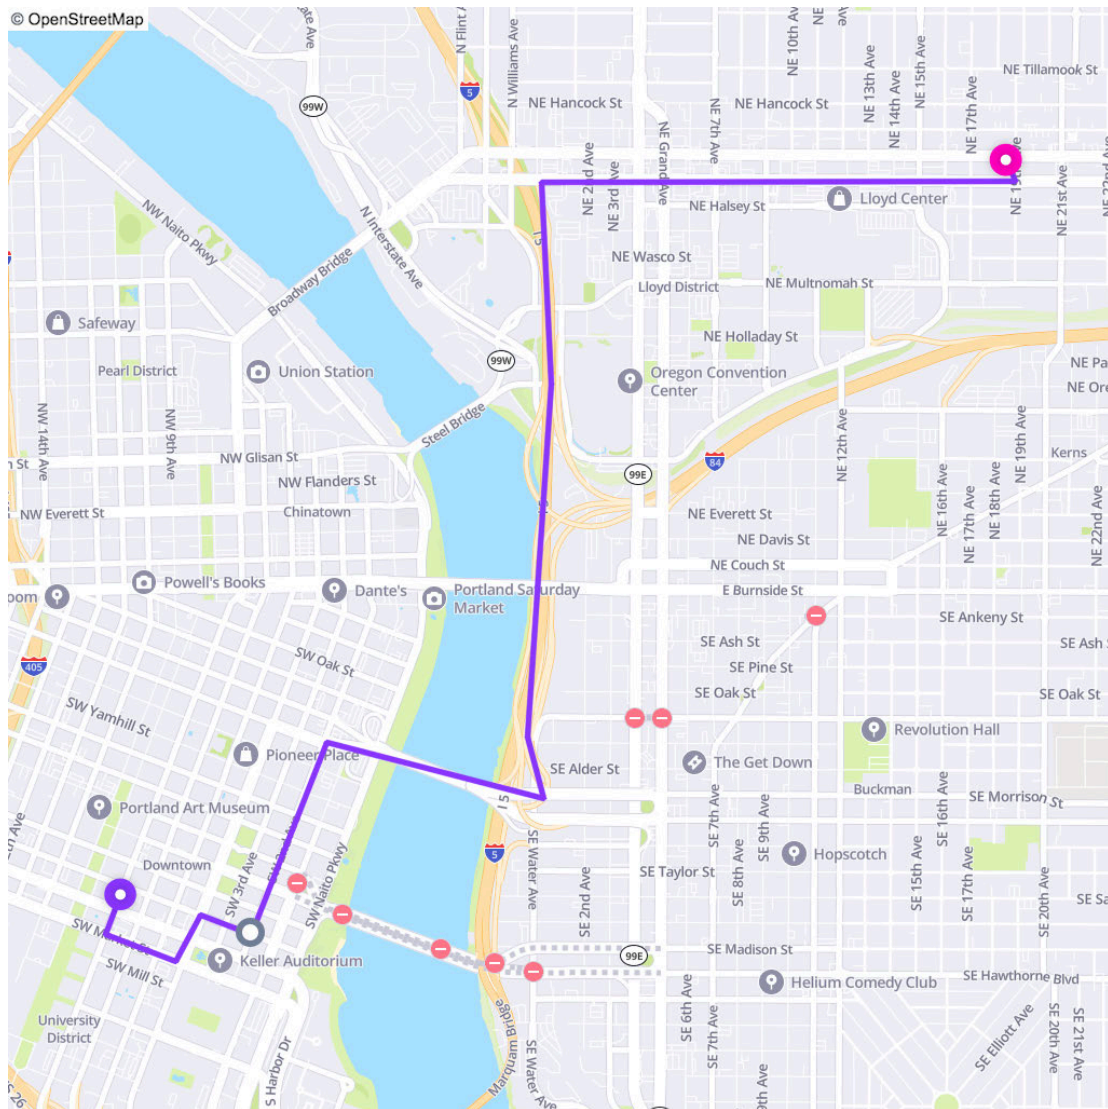 © OpenStreetMap
99W
5
N Flint Ave
N Williams Ave
NE Hancock St
NE 7th Ave
NE Grand Ave
NE 10th Ave
NE Hancock St
NE 13th Ave
NE 14th Ave
NE 15th Ave
NE 17th Ave
NE Tillamook St
NE 21st Ave
NE 2nd Ave
NE 3rd Ave
NE Halsey St
Lloyd Center
NW Naito Pkwy
N Interstate Ave
I 5
Broadway Bridge
NE Wasco St
Lloyd District
NE Multnomah St
NE Holladay St
Safeway
Pearl District
Union Station
99W
Oregon Convention
Center
Steel Bridge
NW 14th Ave
NW 9th Ave
NW Glisan St
NW Flanders St
Chinatown
NW Everett St
99E
84
NE 12th Ave
NE 19th Ave
Kerns
NE 16th Ave
NE 17th Ave
NE 18th Ave
NE 22nd Ave
NE Everett St
NE Davis St
NE Couch St
E Burnside St
Powell's Books
Dante's
Portland Saturday
Market
SE Ankeny St
SE Ash St
SE Pine St
SE Oak St
SE Oak St
405
SW Oak St
SW Yamhill St
Pioneer Place
Revolution Hall
The Get Down
SE Alder St
Buckman
SE Morrison St
Portland Art Museum
I 5
5
SE Water Ave
SE 7th Ave
SE 8th Ave
SE 9th Ave
SE 15th Ave
SE 16th Ave
SE 17th Ave
SE 20th Ave
Hopscotch
SE Taylor St
SE 2nd Ave
Downtown
SW 3rd Ave
SW Naito Pkwy
SW Market St
SW Mill St
Keller Auditorium
99E
SE Madison St
SE Hawthorne Blvd
Helium Comedy Club
University
District
S Harbor Dr
Marquam Bridge
SE Water Ave
SE 6th Ave
SE 7th Ave
SE Elliott Ave
SE 20th Ave
SE 21st Ave